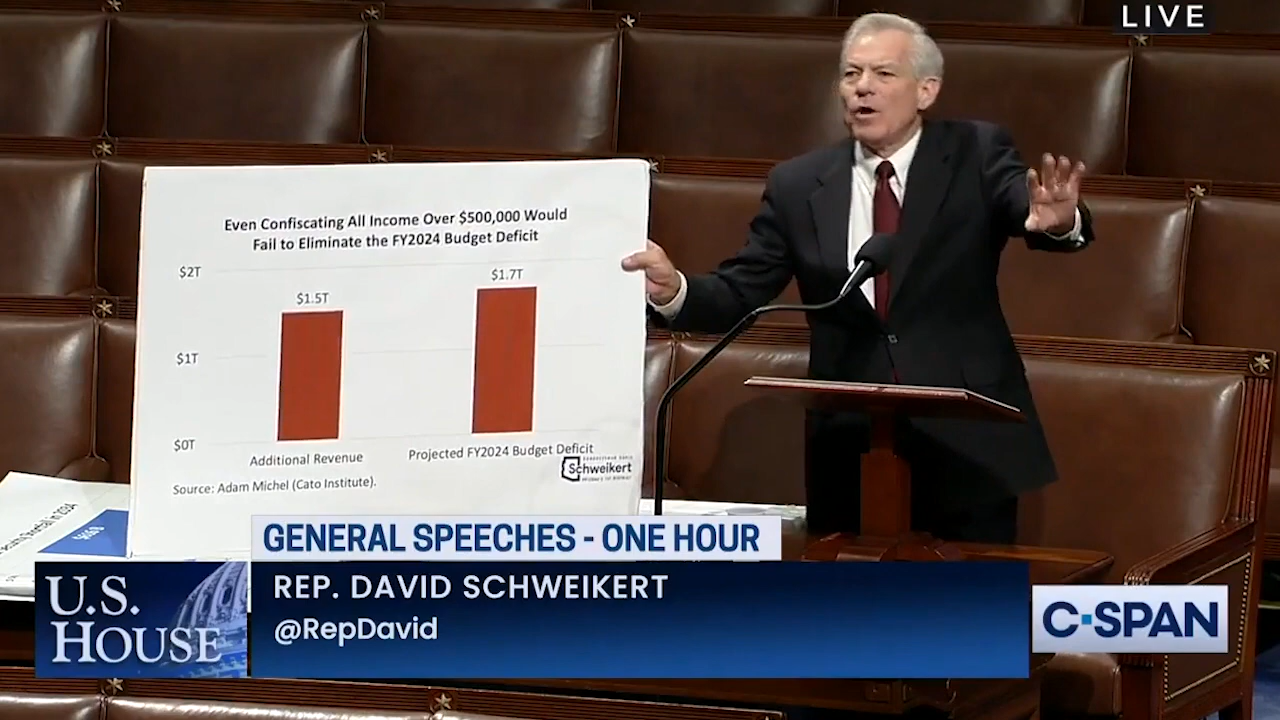 LIVE
Even Confiscating All Income Over $500,000 Would
Fail to Eliminate the FY2024 Budget Deficit
$2T
$1.5T
$1.7T
$1T
$0T
Additional Revenue
Projected FY2024 Budget Deficit
Source: Adam Michel (Cato Institute).
Schweikert
GENERAL SPEECHES - ONE HOUR
U.S.
HOUSE
REP. DAVID SCHWEIKERT
@RepDavid
C-SPAN